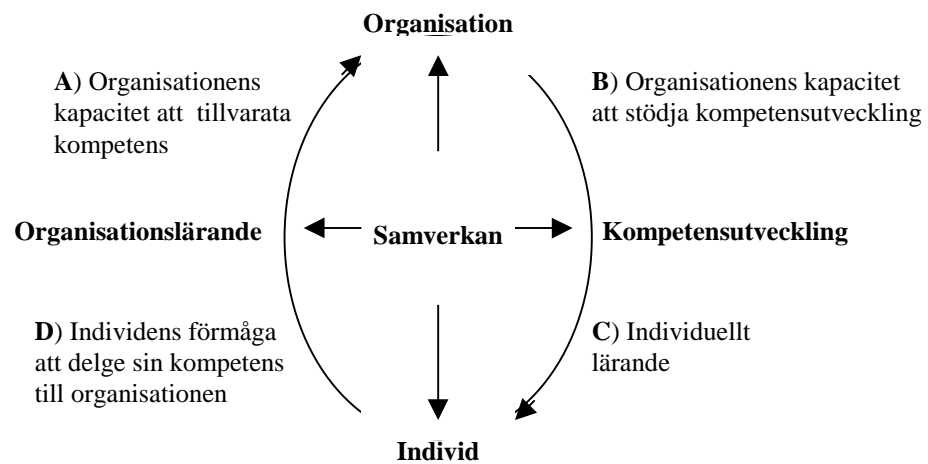 Organisation
A) Organisationens
kapacitet att tillvarata
kompetens
B) Organisationens kapacitet
att stödja kompetensutveckling
Organisationslärande
Samverkan
Kompetensutveckling
D) Individens förmåga
att delge sin kompetens
till organisationen
C) Individuellt
lärande
Individ